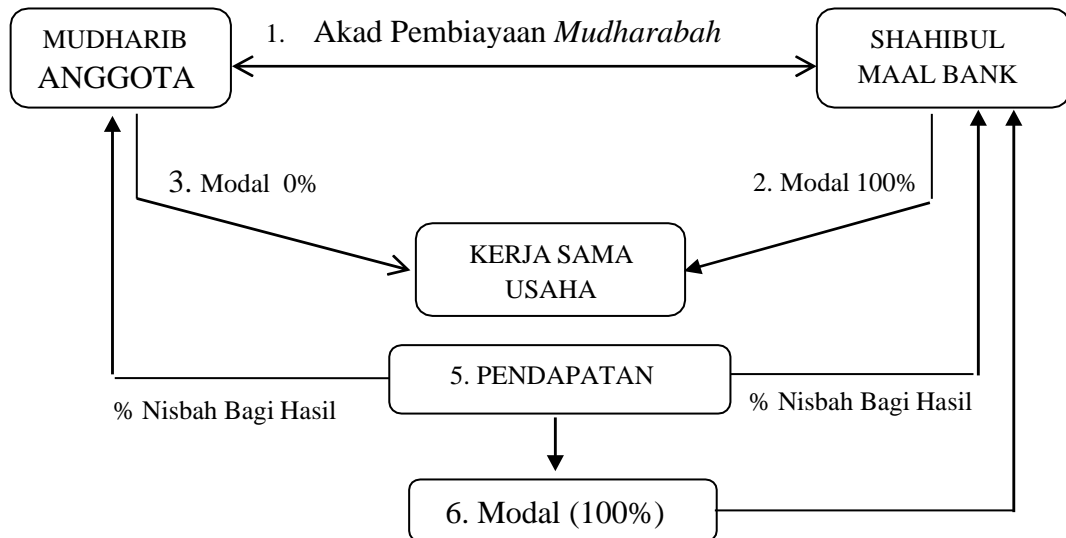 MUDHARIB
ANGGOTA
1. Akad Pembiayaan Mudharabah
SHAHIBUL
MAAL BANK
3. Modal 0%
2. Modal 100%
KERJA SAMA
USAHA
5. PENDAPATAN
% Nisbah Bagi Hasil
% Nisbah Bagi Hasil
6. Modal (100%)